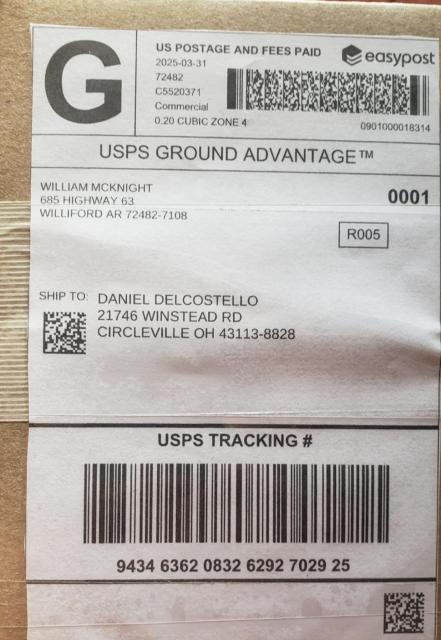 G
US POSTAGE AND FEES PAID
easypost
2025-03-31
72482
C5520371
Commercial
0.20 CUBIC ZONE 4
0901000018314
USPS GROUND ADVANTAGE™
WILLIAM MCKNIGHT
685 HIGHWAY 63
WILLIFORD AR 72482-7108
0001
R005
SHIP TO:
DANIEL DELCOSTELLO
21746 WINSTEAD RD
CIRCLEVILLE OH 43113-8828
USPS TRACKING #
9434 6362 0832 6292 7029 25